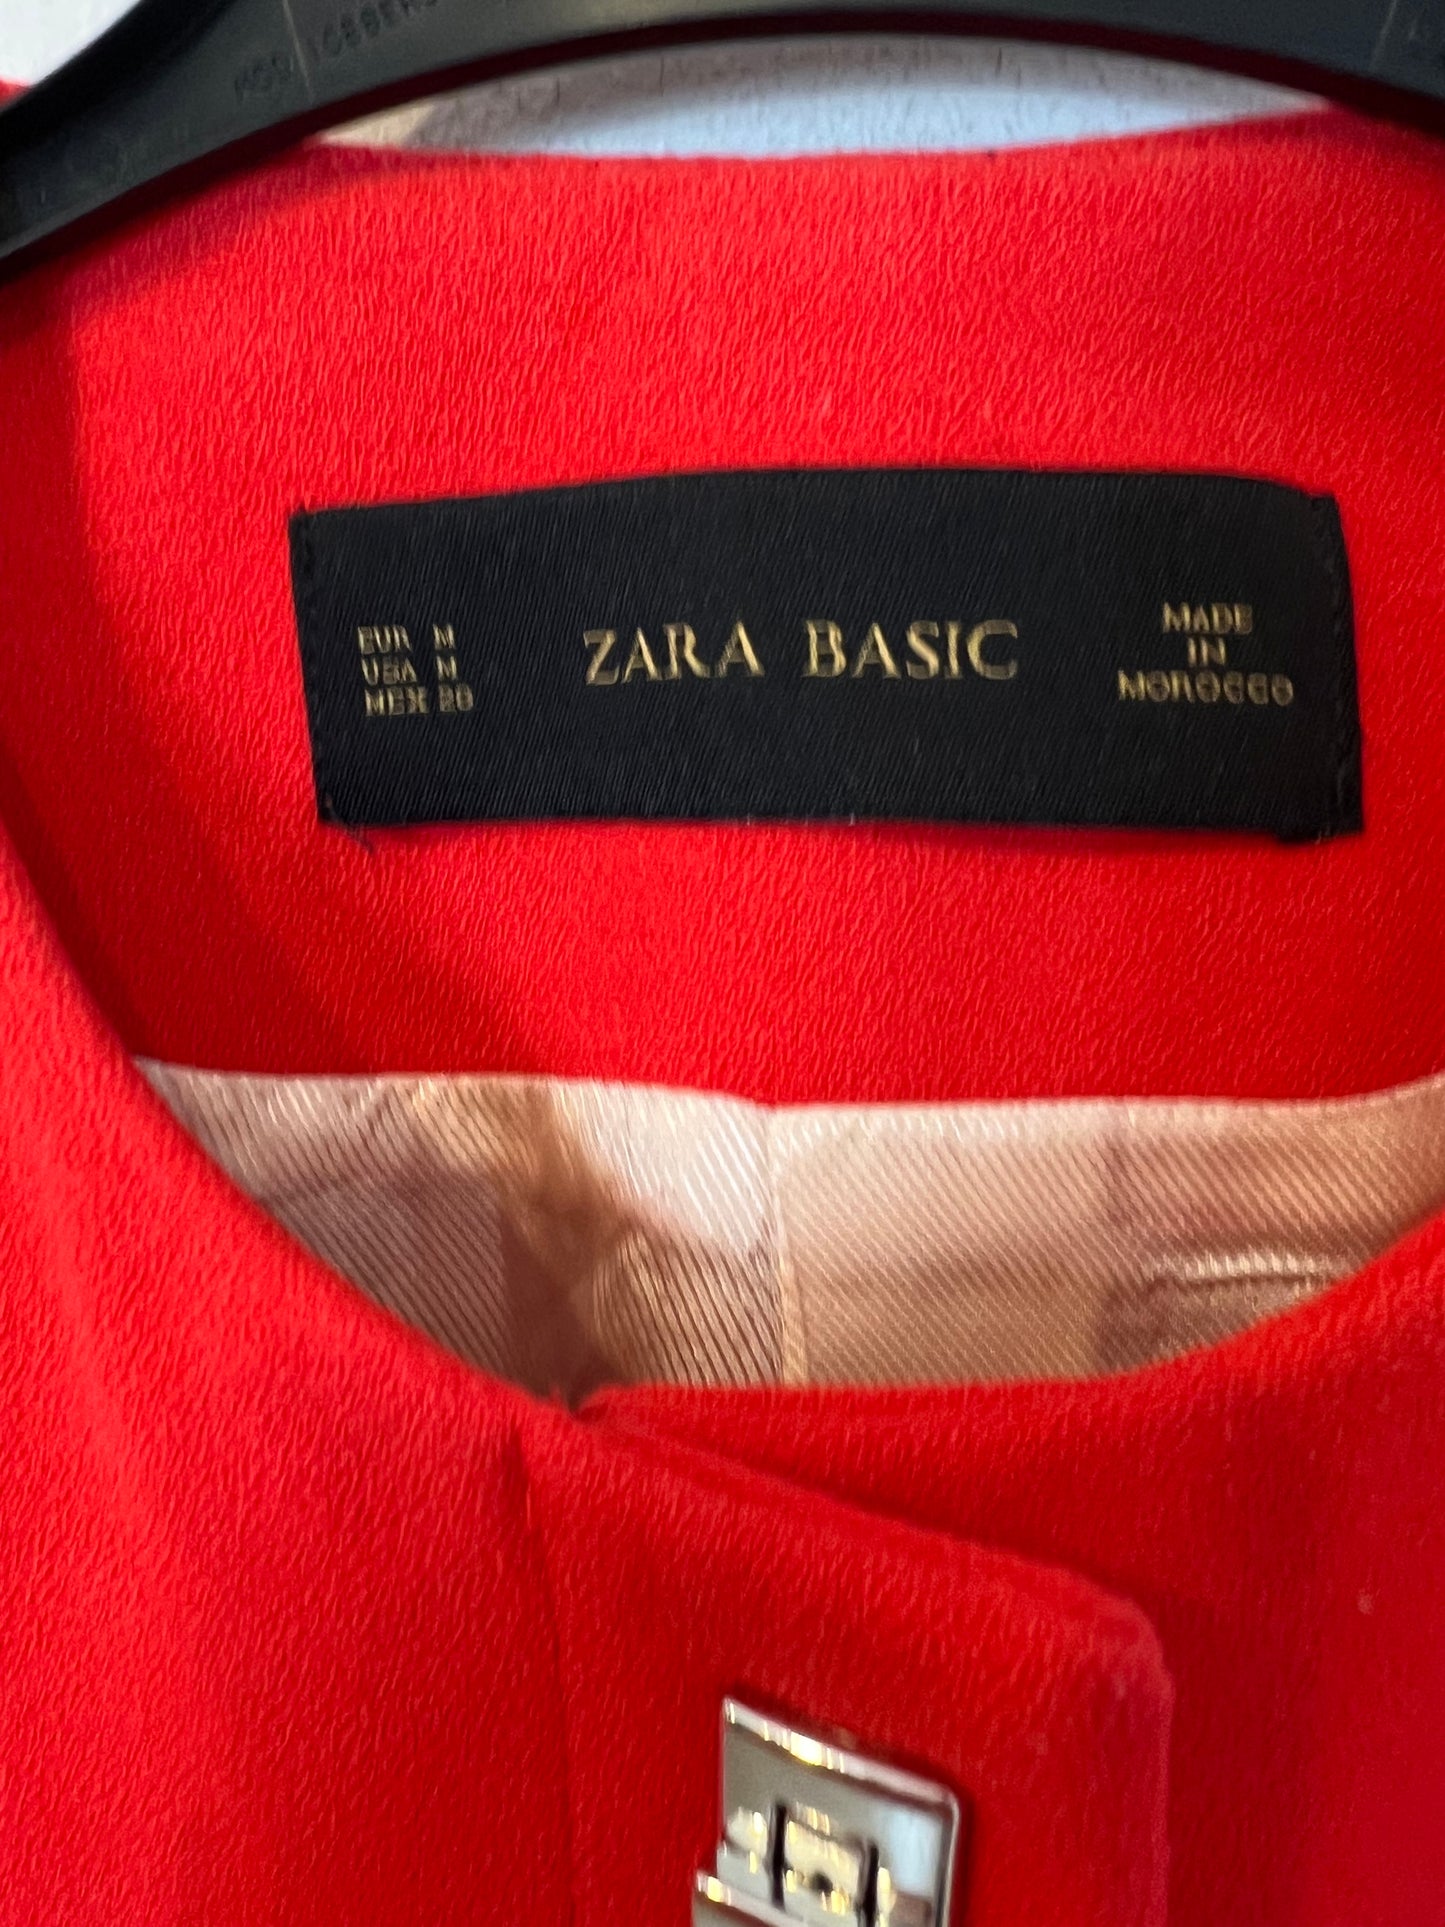 EUR M
USA M
MEX 28
ZARA BASIC
MADE
IN
MOROCCO